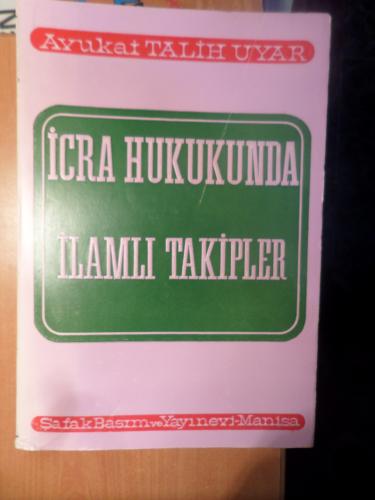 Avukat TALİH UYAR
İCRA HUKUKUNDA
İLAMLI TAKİPLER
Şafak Basım ve Yayınevi-Manisa